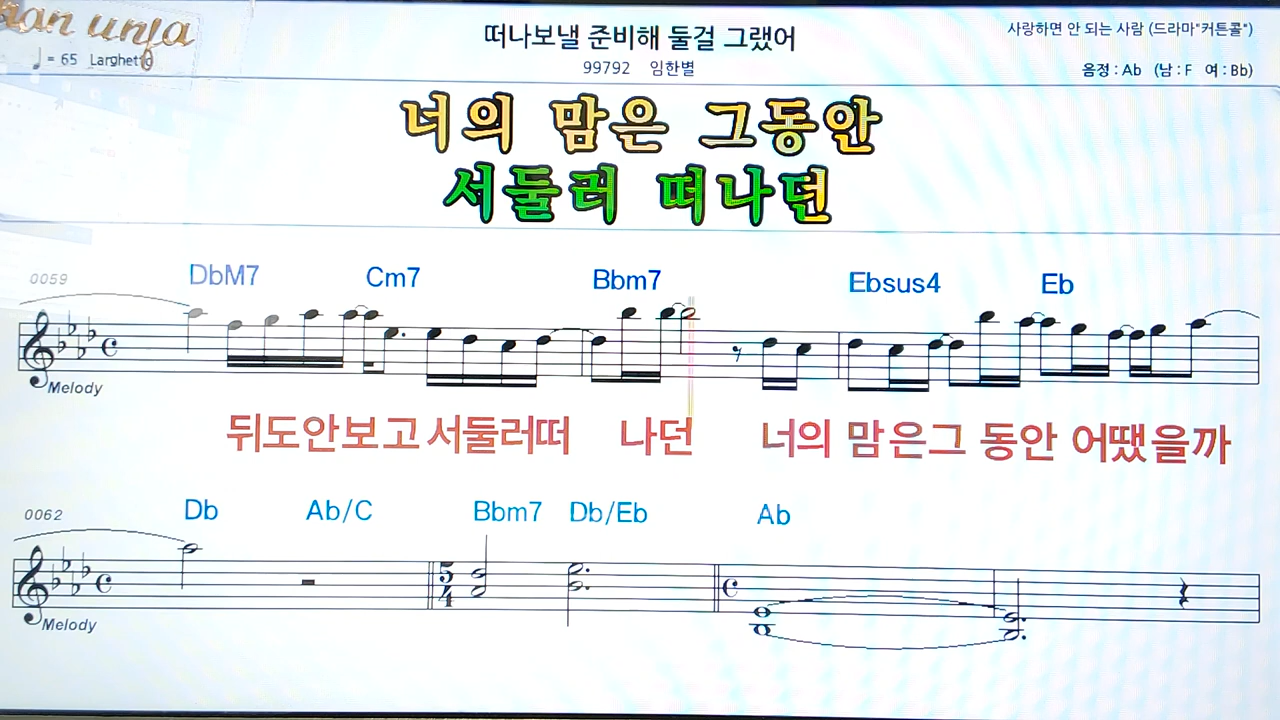 떠나보낼 준비해 둘걸 그랬어
사랑하면 안 되는 사람 (드라마"커튼콜")
♩ = 65 Larghetto
99792 임한별
음정 : Ab (남 : F 여 : Bb)
너의 맘은 그동안
서둘러 떠나던
0059 DbM7 Cm7 Bbm7 Ebsus4 Eb
Melody
뒤도안보고 서둘러떠 나던 너의 맘은그 동안 어땠을까
0062 Db Ab/C Bbm7 Db/Eb Ab
5
4
Melody